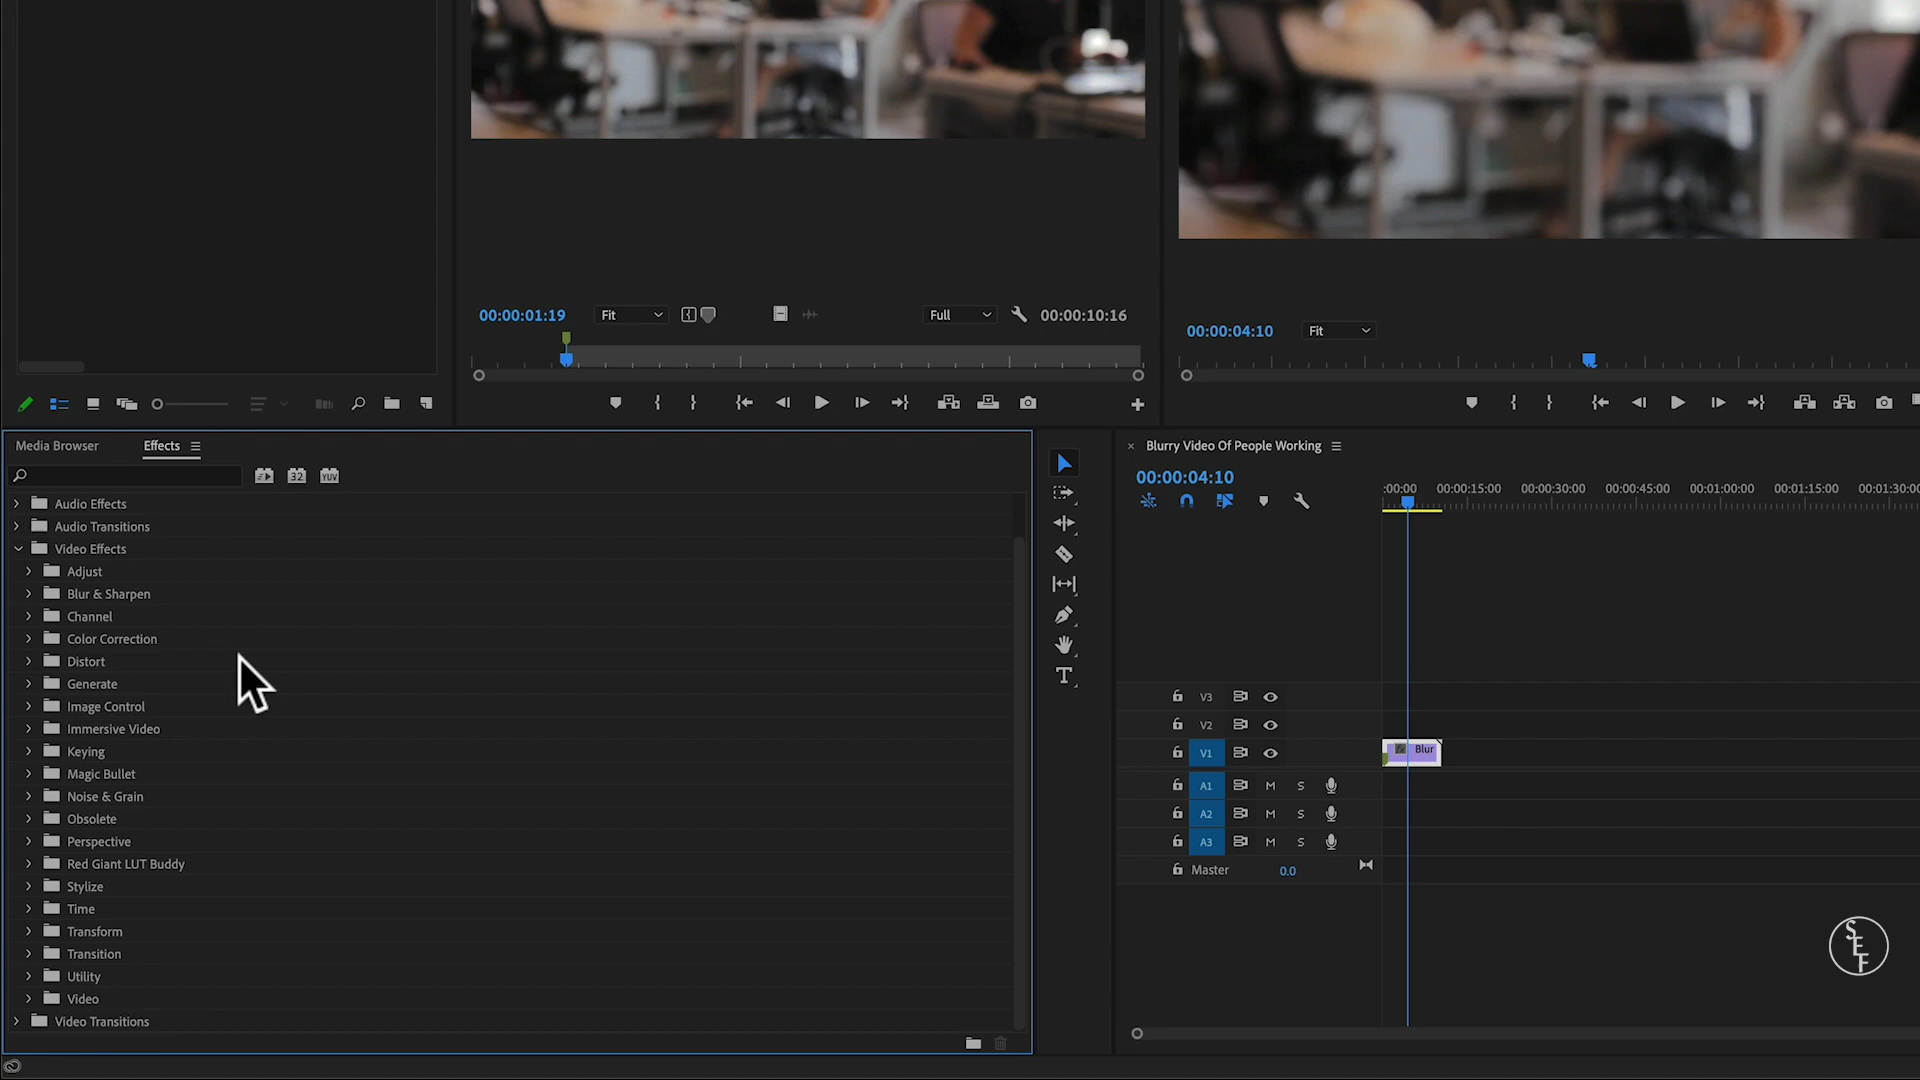 00:00:01:19 Fit Full 00:00:10:16
00:00:04:10 Fit
Media Browser Effects
32 YUV
Audio Effects
Audio Transitions
Video Effects
Adjust
Blur & Sharpen
Channel
Color Correction
Distort
Generate
Image Control
Immersive Video
Keying
Magic Bullet
Noise & Grain
Obsolete
Perspective
Red Giant LUT Buddy
Stylize
Time
Transform
Transition
Utility
Video
Video Transitions
T
× Blurry Video Of People Working
00:00:04:10
:00:00 00:00:15:00 00:00:30:00 00:00:45:00 00:01:00:00 00:01:15:00 00:01:30:00
V3
V2
V1 fx Blur
A1 M S
A2 M S
A3 M S
Master 0.0
SEF